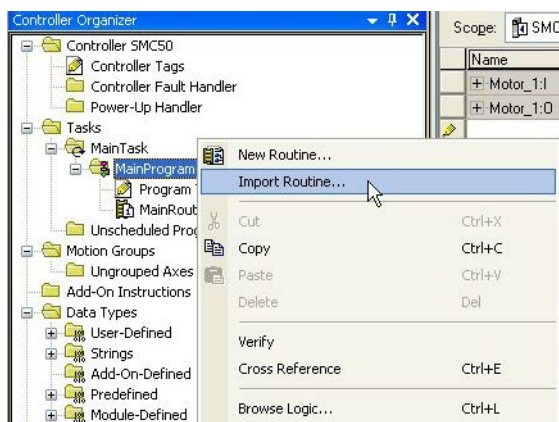 Controller Organizer
Controller SMC50
Controller Tags
Controller Fault Handler
Power-Up Handler
Tasks
MainTask
MainProgram
Program
MainRout
Unscheduled Prog
Motion Groups
Ungrouped Axes
Add-On Instructions
Data Types
User-Defined
Strings
Add-On-Defined
Predefined
Module-Defined
New Routine...
Import Routine...
Cut Ctrl+X
Copy Ctrl+C
Paste Ctrl+V
Delete Del
Verify
Cross Reference Ctrl+E
Browse Logic... Ctrl+L
Scope: SMC
Name
Motor_1:I
Motor_1:O